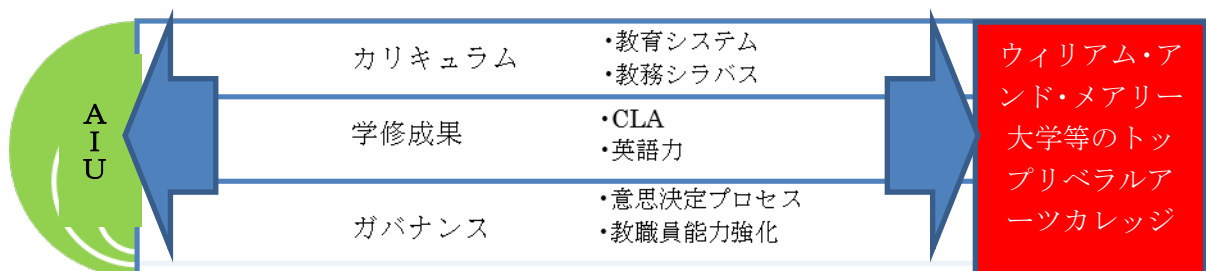 AIU
カリキュラム
・教育システム
・教務シラバス
学修成果
・CLA
・英語力
ガバナンス
・意思決定プロセス
・教職員能力強化
ウィリアム・ア
ンド・メアリー
大学等のトッ
プリベラルア
ーツカレッジ